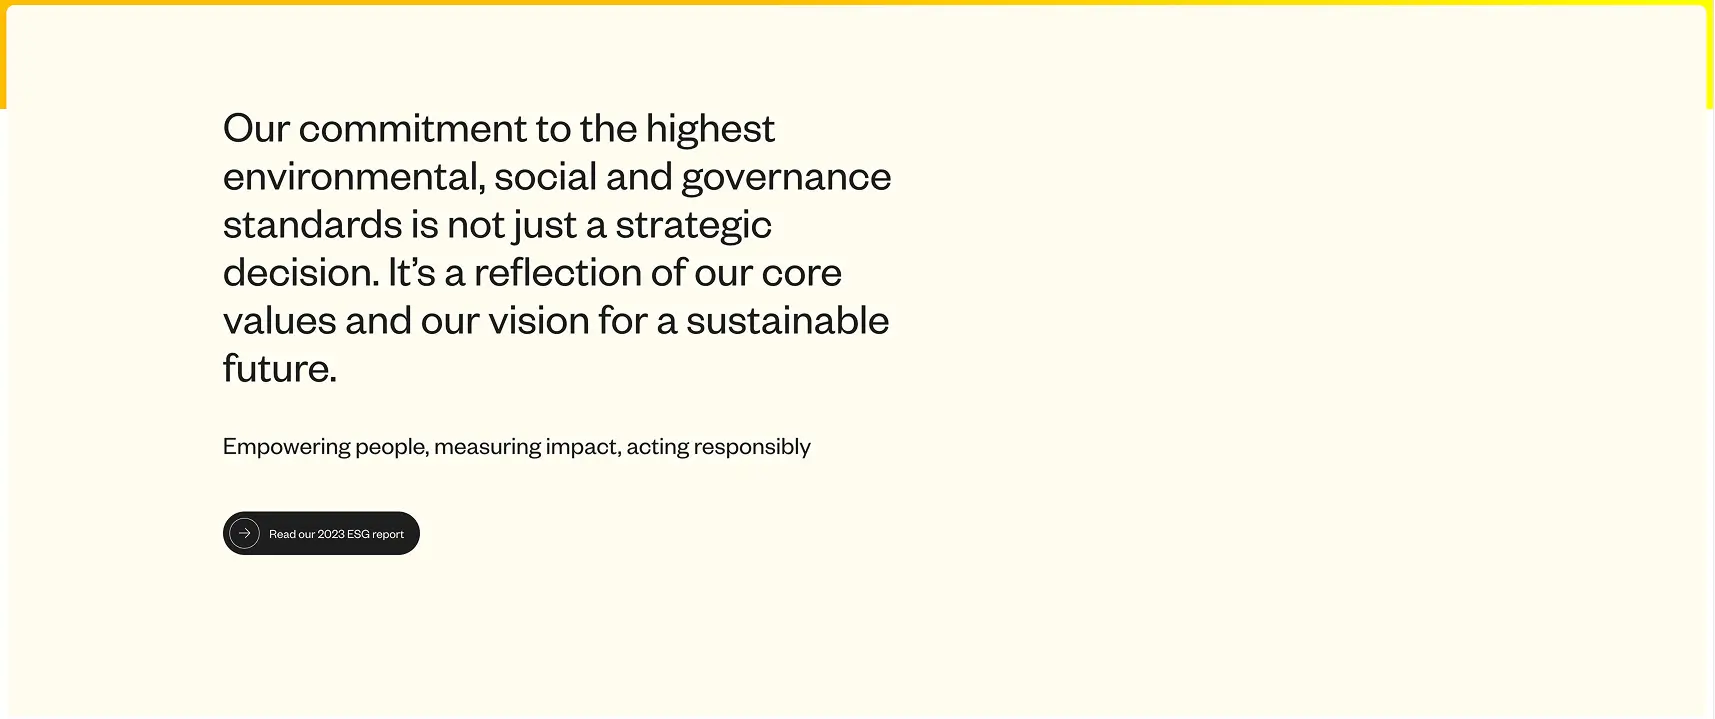 Our commitment to the highest
environmental, social and governance
standards is not just a strategic
decision. It’s a reflection of our core
values and our vision for a sustainable
future.
Empowering people, measuring impact, acting responsibly
Read our 2023 ESG report